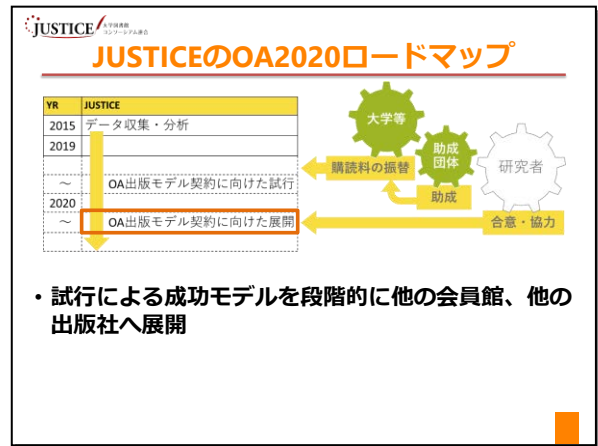 JUSTICE 大学図書館
コンソーシアム連合
JUSTICEのOA2020ロードマップ
YR JUSTICE
2015 データ収集・分析
2019
～ OA出版モデル契約に向けた試行
2020
～ OA出版モデル契約に向けた展開
大学等
助成
団体
研究者
購読料の振替
助成
合意・協力
・試行による成功モデルを段階的に他の会員館、他の
出版社へ展開